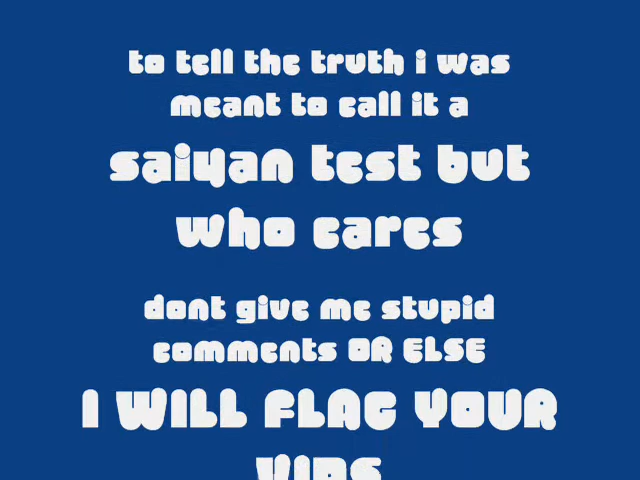 to tell the truth i was
meant to call it a
saiyan test but
who cares
dont give me stupid
comments OR ELSE
I WILL FLAG YOUR
VIDS